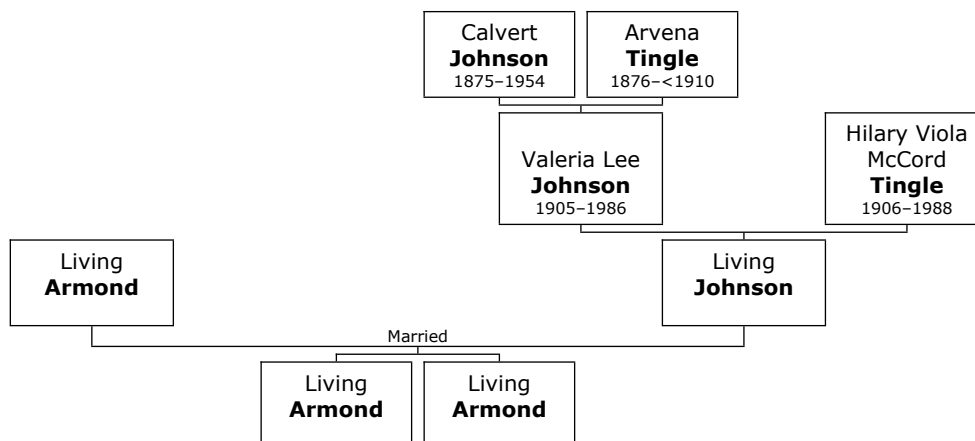 Calvert
Johnson
1875–1954
Arvena
Tingle
1876–<1910
Valeria Lee
Johnson
1905–1986
Hilary Viola
McCord
Tingle
1906–1988
Living
Armond
Living
Johnson
Married
Living
Armond
Living
Armond